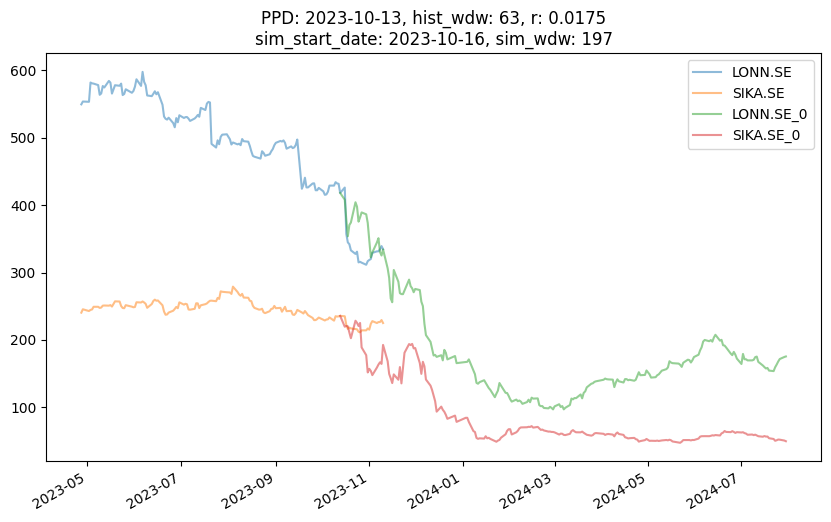 PPD: 2023-10-13, hist_wdw: 63, r: 0.0175
sim_start_date: 2023-10-16, sim_wdw: 197
600
500
400
300
200
100
LONN.SE
SIKA.SE
LONN.SE_0
SIKA.SE_0
2023-05
2023-07
2023-09
2023-11
2024-01
2024-03
2024-05
2024-07